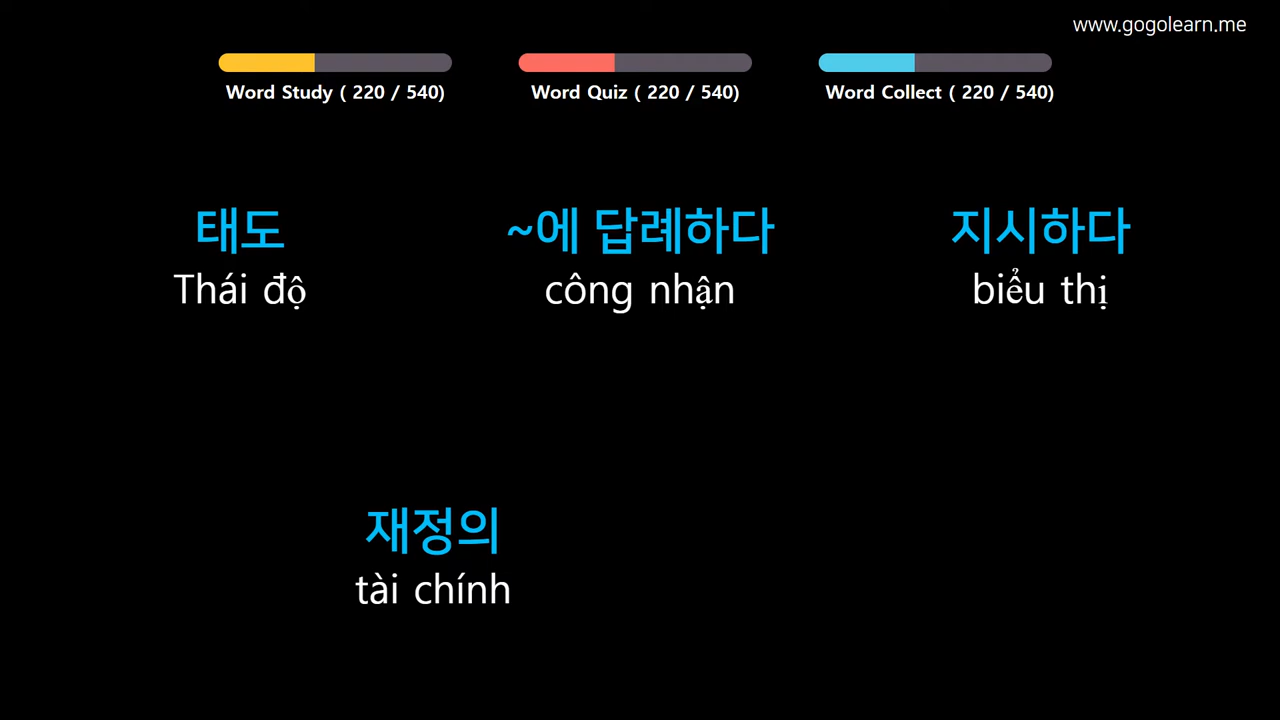 www.gogolearn.me
Word Study ( 220 / 540)
Word Quiz ( 220 / 540)
Word Collect ( 220 / 540)
태도
Thái độ
~에 답례하다
công nhận
지시하다
biểu thị
재정의
tài chính